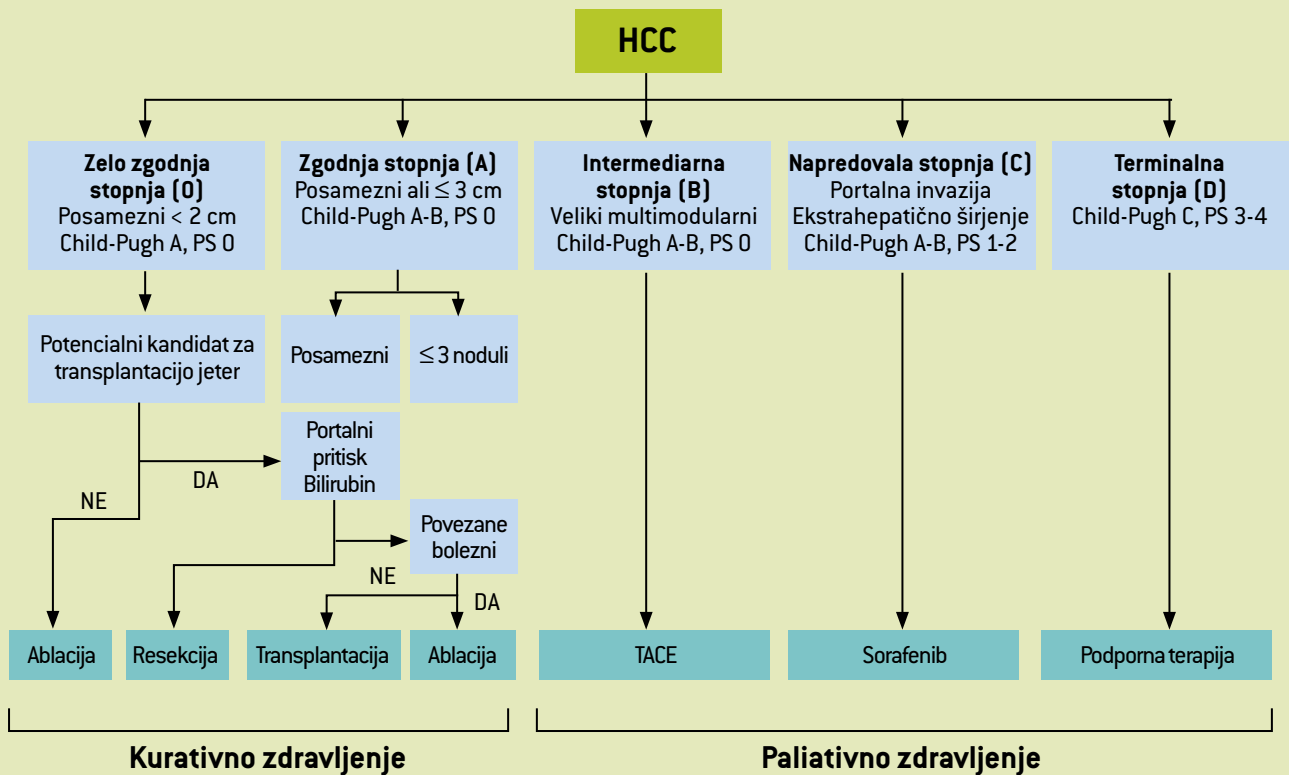 HCC
Zelo zgodnja
stopnja (0)
Posamezni < 2 cm
Child-Pugh A, PS 0
Zgodnja stopnja (A)
Posamezni ali ≤ 3 cm
Child-Pugh A-B, PS 0
Intermediarna
stopnja (B)
Veliki multimodularni
Child-Pugh A-B, PS 0
Napredovala stopnja (C)
Portalna invazija
Ekstrahepatično širjenje
Child-Pugh A-B, PS 1-2
Terminalna
stopnja (D)
Child-Pugh C, PS 3-4
Potencialni kandidat za
transplantacijo jeter
Posamezni
≤ 3 noduli
Portalni
pritisk
Bilirubin
DA
NE
Povezane
bolezni
NE
DA
Ablacija
Resekcija
Transplantacija
Ablacija
TACE
Sorafenib
Podporna terapija
Kurativno zdravljenje
Paliativno zdravljenje